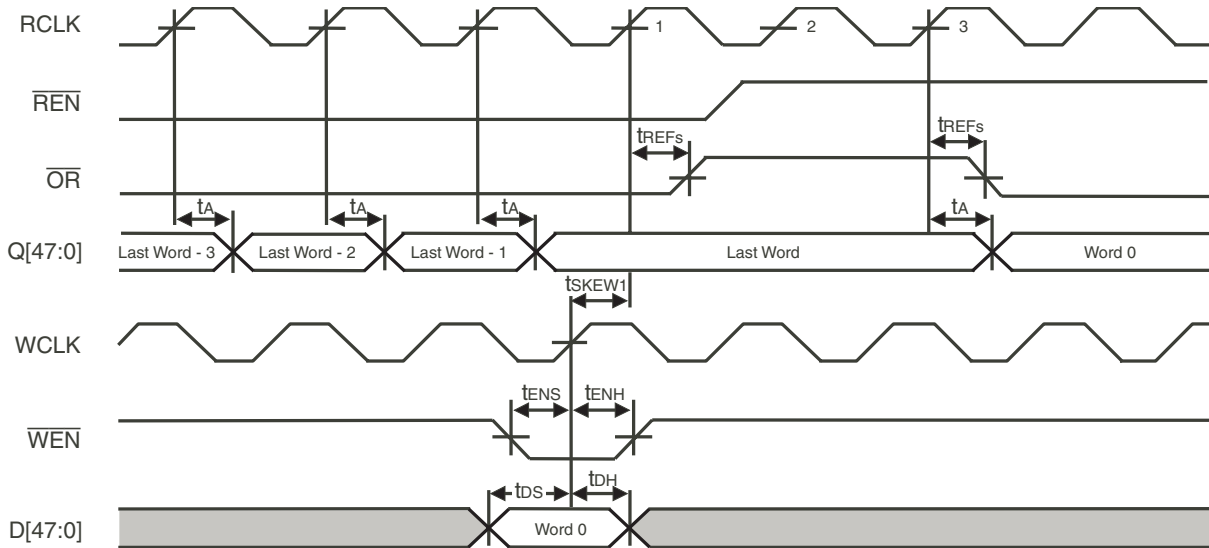 RCLK 1 2 3
REN
tREFs tREFs
OR
tA tA tA tA
Q[47:0] Last Word - 3 Last Word - 2 Last Word - 1 Last Word Word 0
tSKEW1
WCLK
tENS tENH
WEN
tDS tDH
D[47:0] Word 0